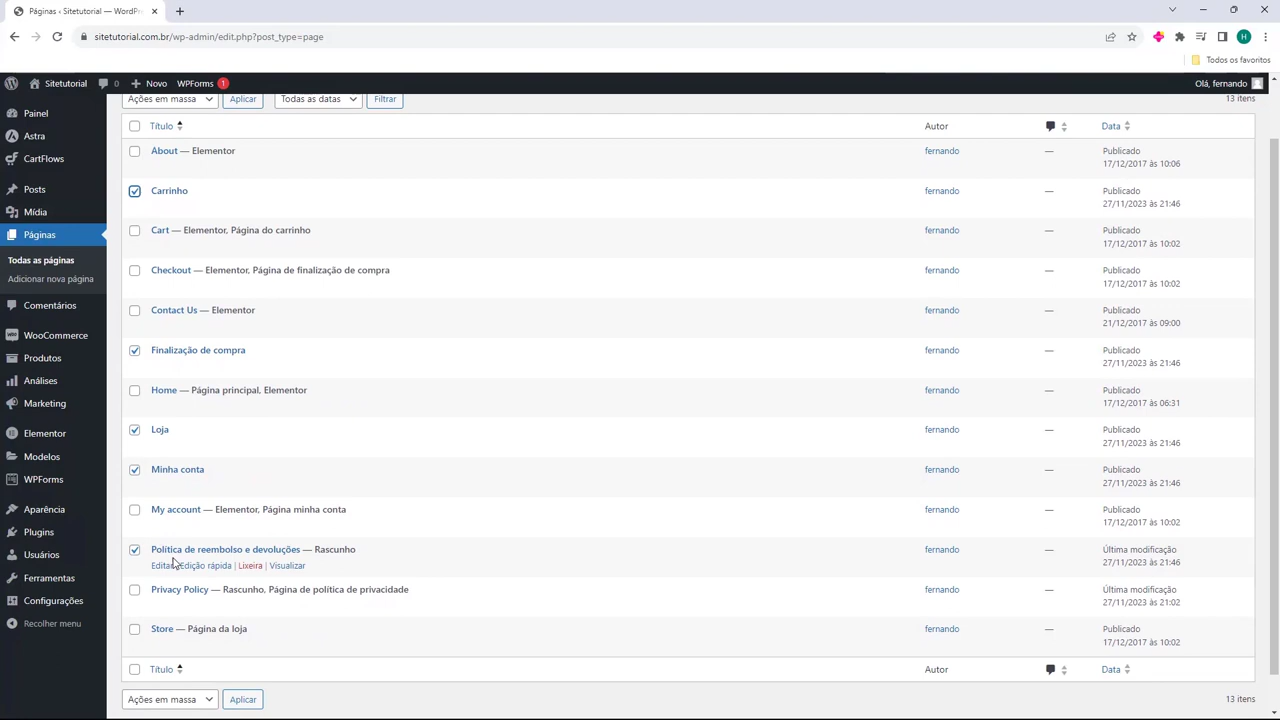 Páginas ‹ Sitetutorial — WordPr
sitetutorial.com.br/wp-admin/edit.php?post_type=page
H
Todos os favoritos
Sitetutorial 0 Novo WPForms 1 Olá, fernando
Painel
Astra
CartFlows
Posts
Mídia
Páginas
Todas as páginas
Adicionar nova página
Comentários
WooCommerce
Produtos
Análises
Marketing
Elementor
Modelos
WPForms
Aparência
Plugins
Usuários
Ferramentas
Configurações
Recolher menu
Ações em massa Aplicar Todas as datas Filtrar 13 itens
Título Autor Data
About — Elementor fernando — Publicado
17/12/2017 às 10:06
Carrinho fernando — Publicado
27/11/2023 às 21:46
Cart — Elementor, Página do carrinho fernando — Publicado
17/12/2017 às 10:02
Checkout — Elementor, Página de finalização de compra fernando — Publicado
17/12/2017 às 10:02
Contact Us — Elementor fernando — Publicado
21/12/2017 às 09:00
Finalização de compra fernando — Publicado
27/11/2023 às 21:46
Home — Página principal, Elementor fernando — Publicado
17/12/2017 às 06:31
Loja fernando — Publicado
27/11/2023 às 21:46
Minha conta fernando — Publicado
27/11/2023 às 21:46
My account — Elementor, Página minha conta fernando — Publicado
17/12/2017 às 10:02
Política de reembolso e devoluções — Rascunho fernando — Última modificação
Editar Edição rápida | Lixeira | Visualizar 27/11/2023 às 21:46
Privacy Policy — Rascunho, Página de política de privacidade fernando — Última modificação
27/11/2023 às 21:02
Store — Página da loja fernando — Publicado
17/12/2017 às 10:02
Título Autor Data
Ações em massa Aplicar 13 itens